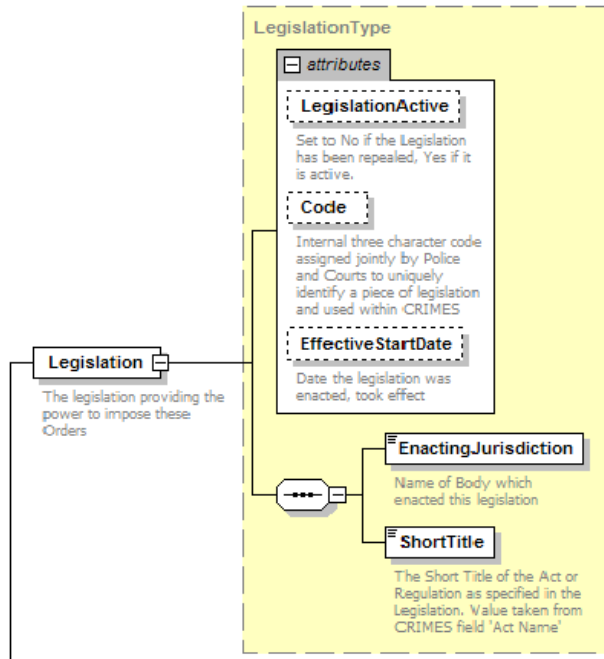 LegislationType
attributes
LegislationActive
Set to No if the Legislation
has been repealed, Yes if it
is active.
Code
Internal three character code
assigned jointly by Police
and Courts to uniquely
identify a piece of legislation
and used within CRIMES
EffectiveStartDate
Date the legislation was
enacted, took effect
Legislation
The legislation providing the
power to impose these
Orders
EnactingJurisdiction
Name of Body which
enacted this legislation
ShortTitle
The Short Title of the Act or
Regulation as specified in the
Legislation. Value taken from
CRIMES field 'Act Name'